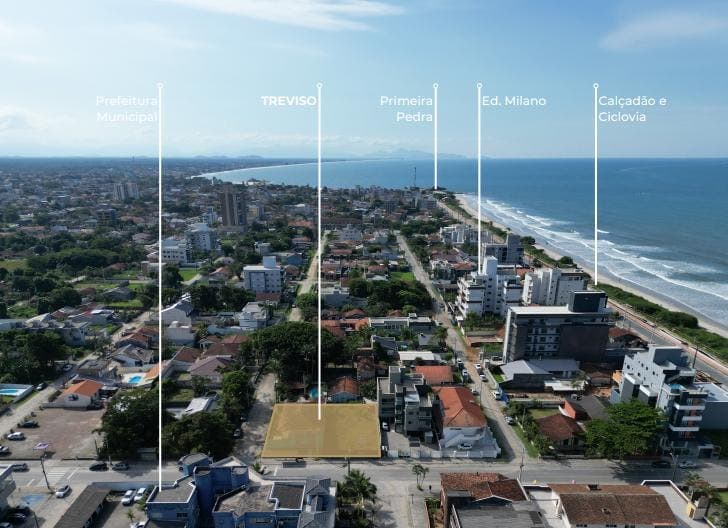 Prefeitura
Municipal
TREVISO
Primeira
Pedra
Ed. Milano
Calçadão e
Ciclovia